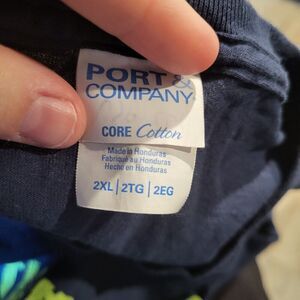 PORT &
COMPANY
CORE Cotton
Made in Honduras
Fabriqué au Honduras
Hecho en Honduras
2XL | 2TG | 2EG